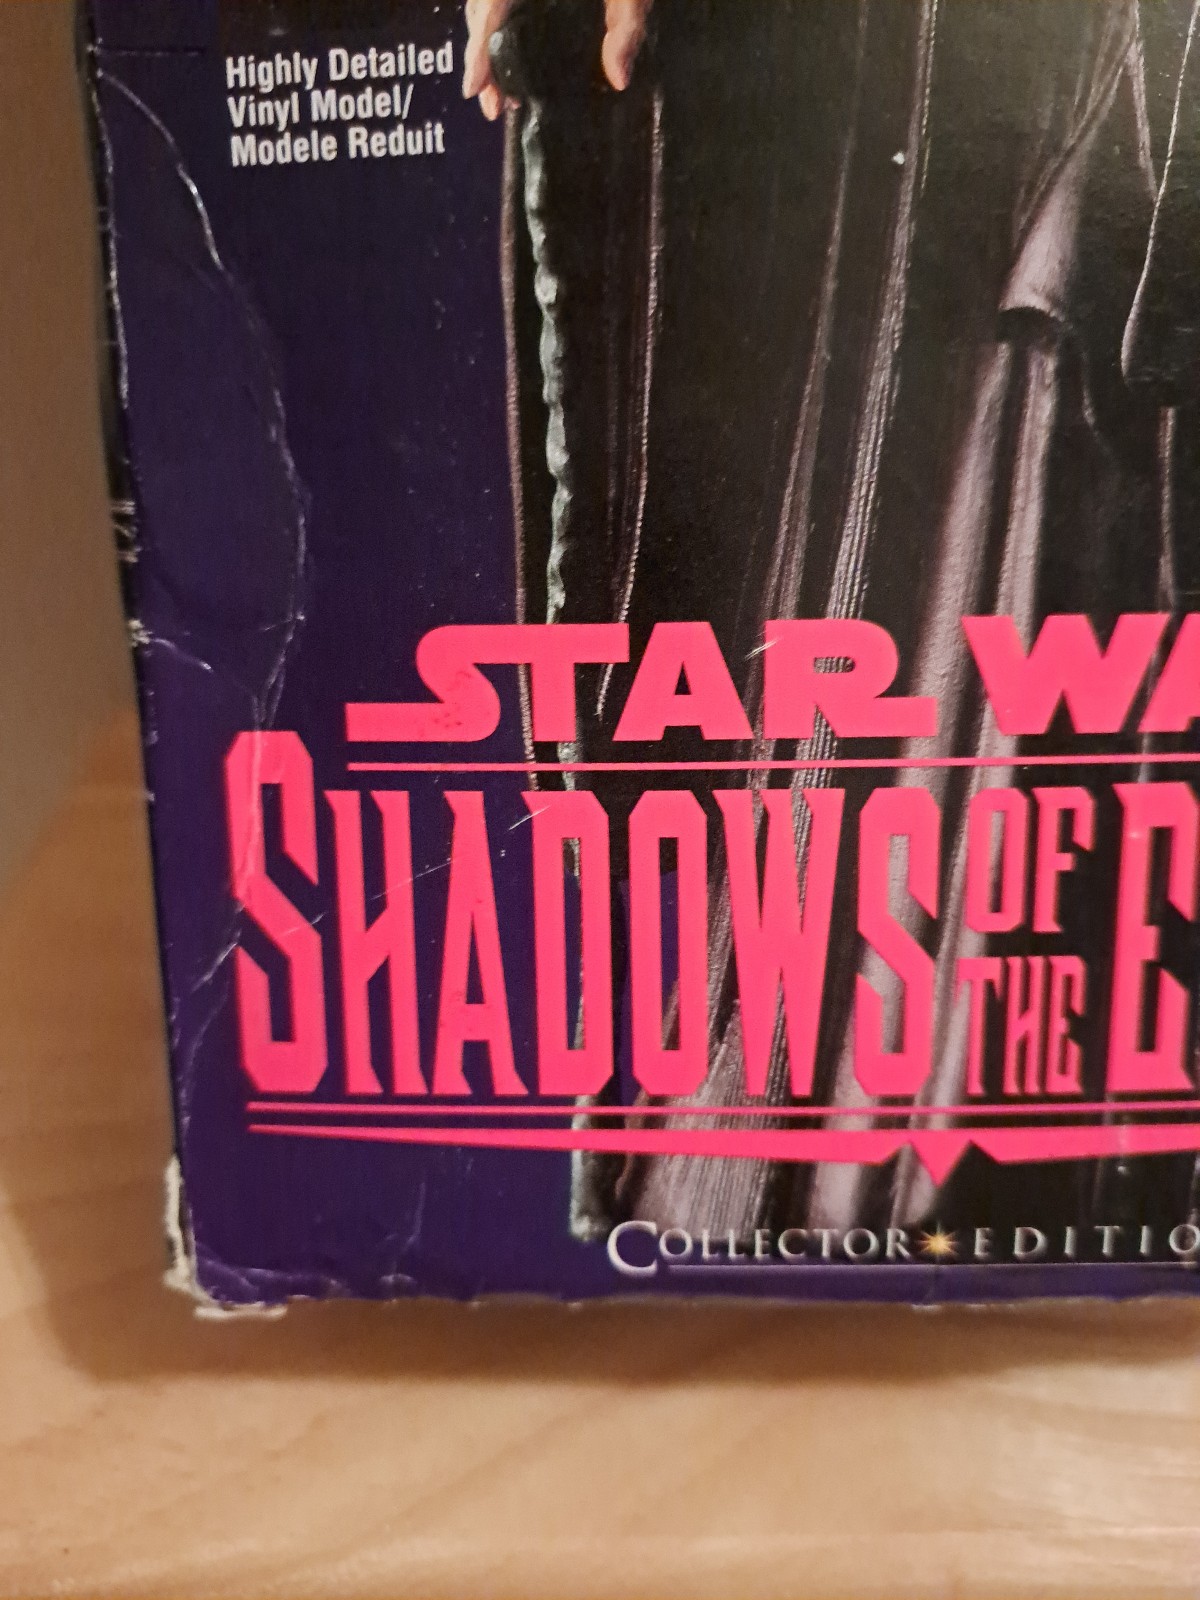 Highly Detailed
Vinyl Model/
Modele Reduit
STAR WA
SHADOWS OF THE E
COLLECTOR EDITIO